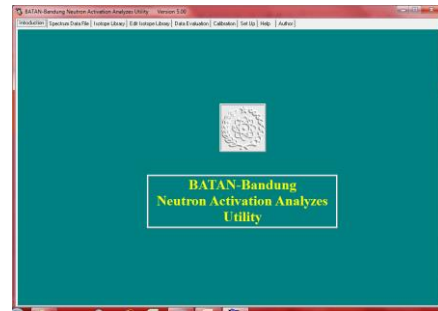 BATAN-Bandung Neutron Activation Analyzes Utility Version 5.00
Introduction Spectrum Data File Isotope Library Edit Isotope Library Data Evaluation Calibration Set Up Help Author
BATAN-Bandung
Neutron Activation Analyzes
Utility